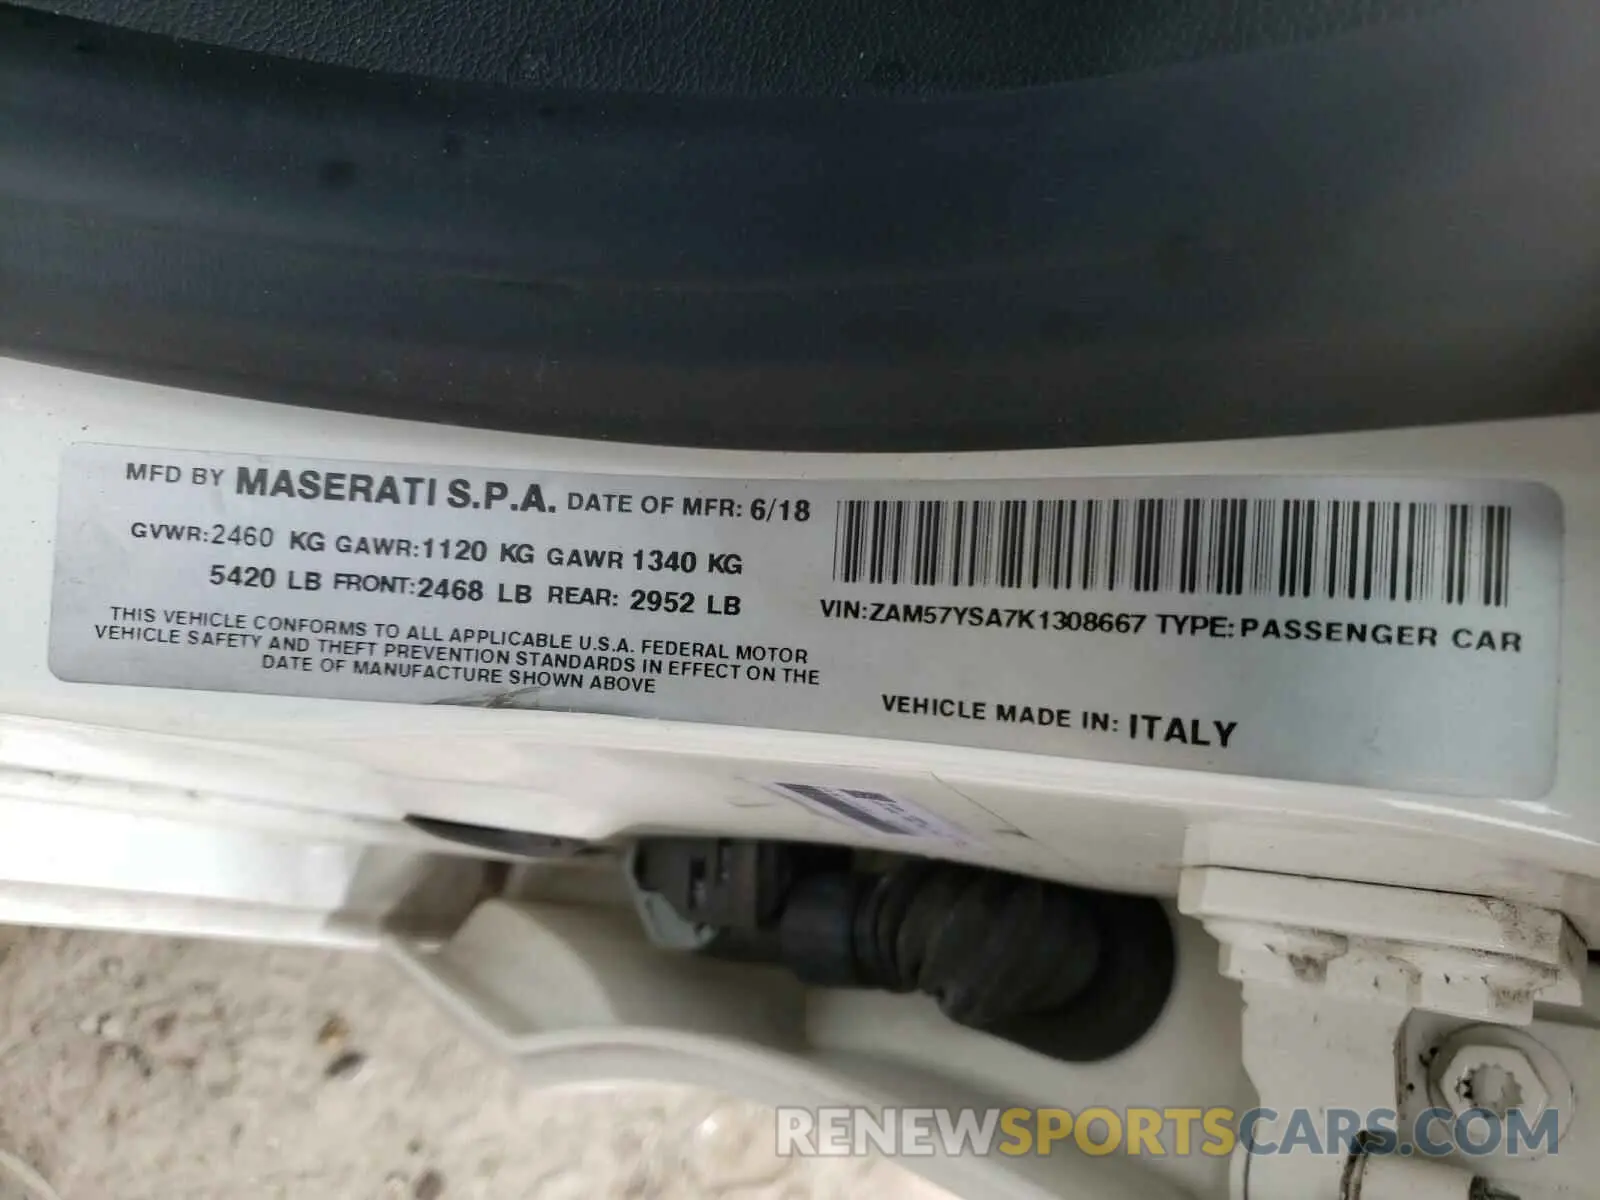 MFD BY MASERATI S.P.A. DATE OF MFR: 6/18
GVWR:2460 KG GAWR:1120 KG GAWR 1340 KG
5420 LB FRONT:2468 LB REAR: 2952 LB
THIS VEHICLE CONFORMS TO ALL APPLICABLE U.S.A. FEDERAL MOTOR
VEHICLE SAFETY AND THEFT PREVENTION STANDARDS IN EFFECT ON THE
DATE OF MANUFACTURE SHOWN ABOVE
VIN:ZAM57YSA7K1308667 TYPE:PASSENGER CAR
VEHICLE MADE IN: ITALY
RENEWSPORTSCARS.COM